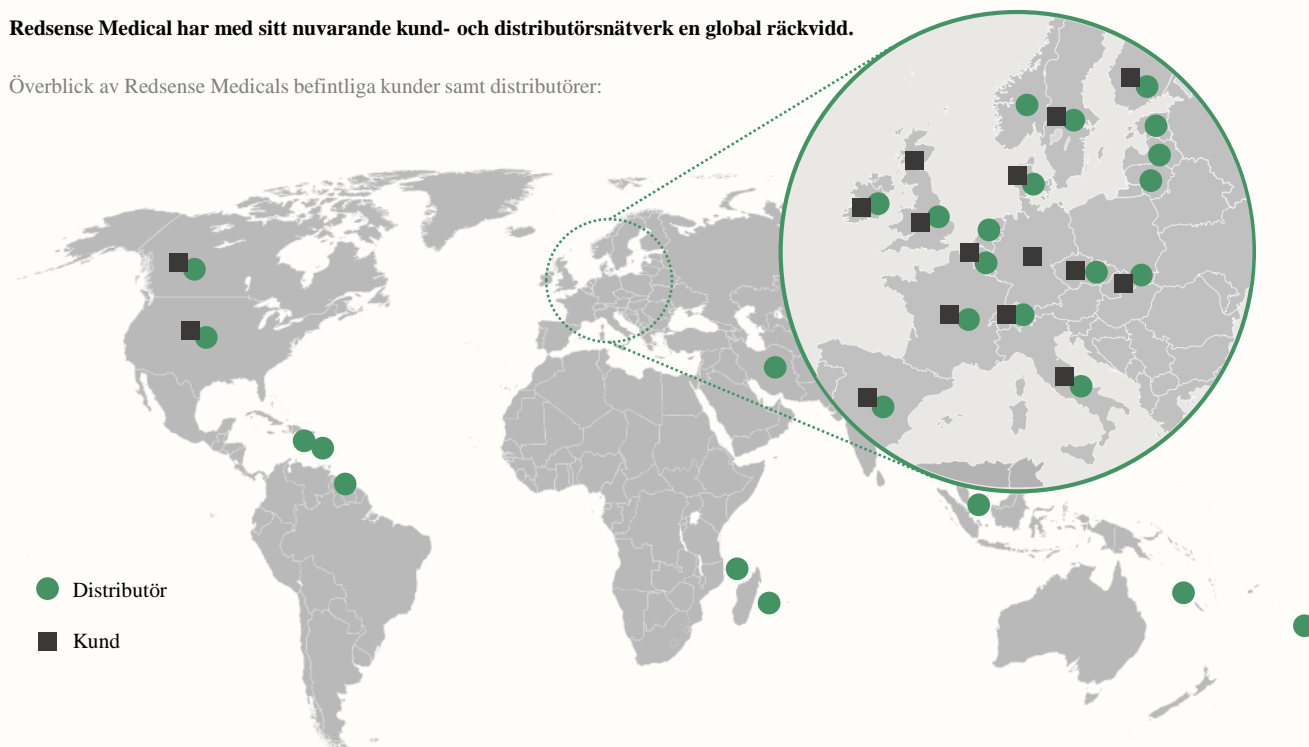 Redsense Medical har med sitt nuvarande kund- och distributörsnätverk en global räckvidd.
Överblick av Redsense Medicals befintliga kunder samt distributörer:
Distributör
Kund